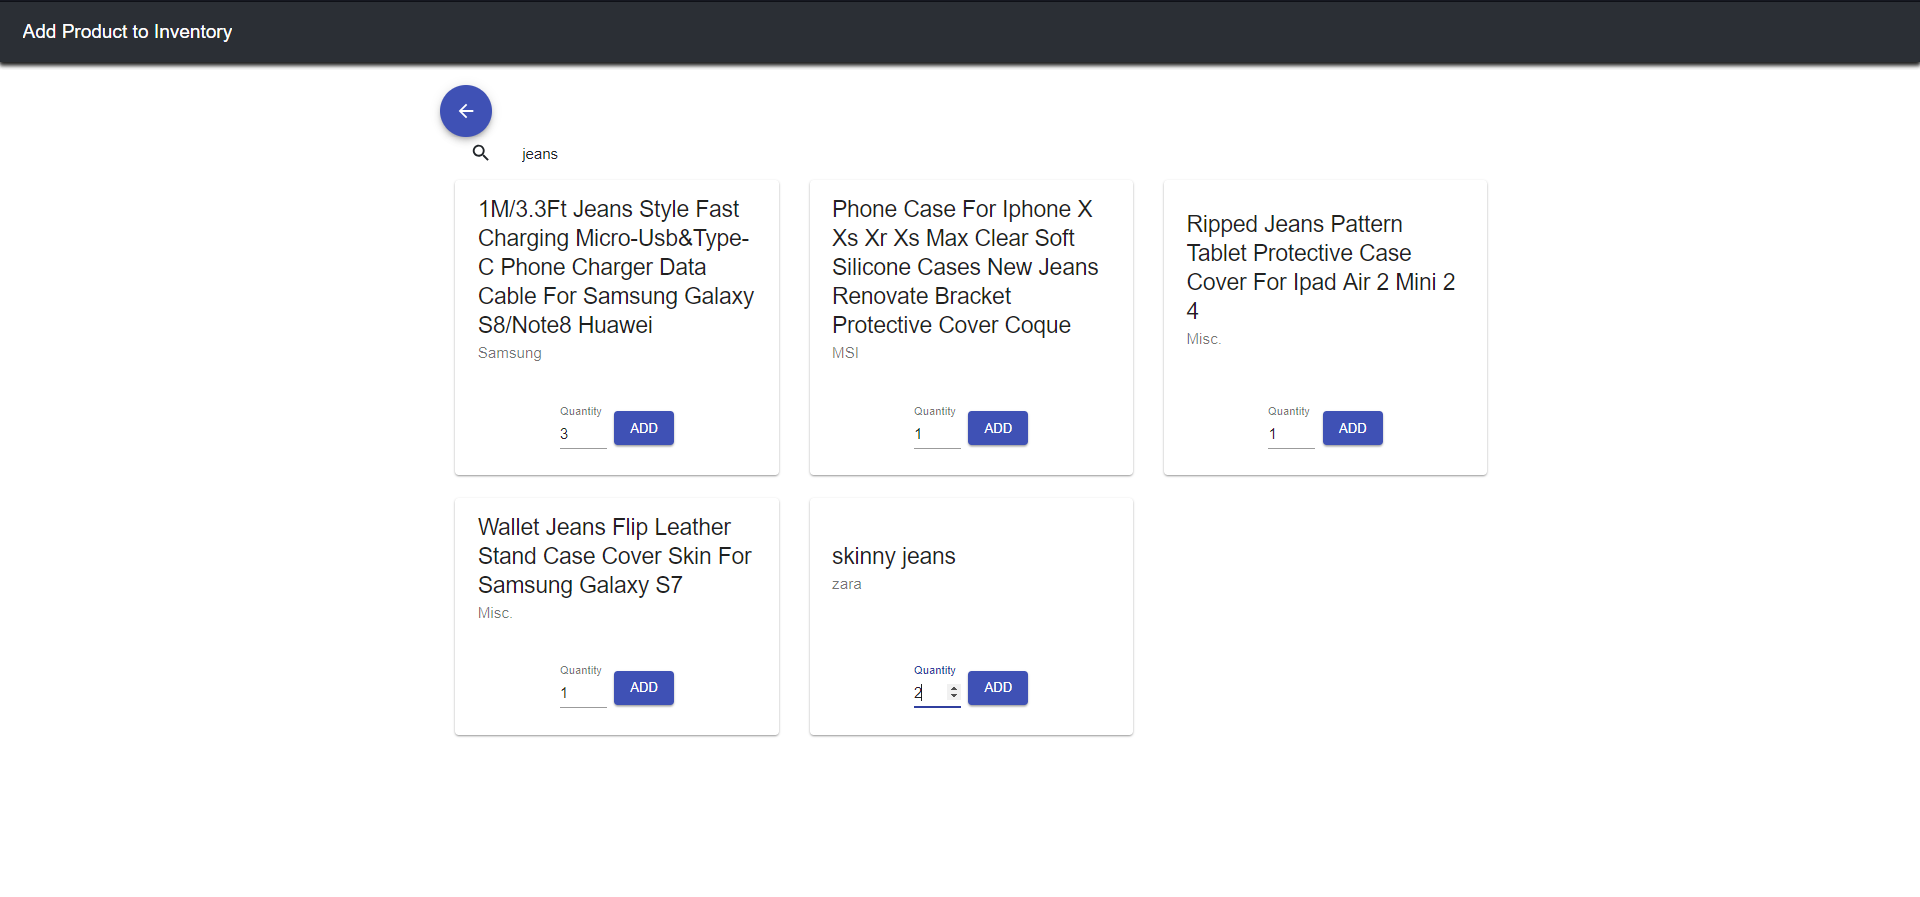 Add Product to Inventory
jeans
1M/3.3Ft Jeans Style Fast
Charging Micro-Usb&Type-
C Phone Charger Data
Cable For Samsung Galaxy
S8/Note8 Huawei
Samsung
Quantity
3
ADD
Phone Case For Iphone X
Xs Xr Xs Max Clear Soft
Silicone Cases New Jeans
Renovate Bracket
Protective Cover Coque
MSI
Quantity
1
ADD
Ripped Jeans Pattern
Tablet Protective Case
Cover For Ipad Air 2 Mini 2
4
Misc.
Quantity
1
ADD
Wallet Jeans Flip Leather
Stand Case Cover Skin For
Samsung Galaxy S7
Misc.
Quantity
1
ADD
skinny jeans
zara
Quantity
2
ADD